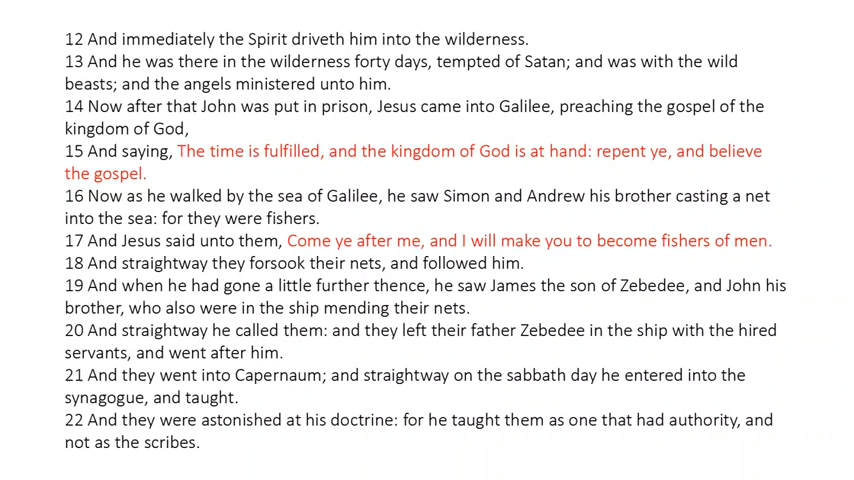 12 And immediately the Spirit driveth him into the wilderness.
13 And he was there in the wilderness forty days, tempted of Satan; and was with the wild
beasts; and the angels ministered unto him.
14 Now after that John was put in prison, Jesus came into Galilee, preaching the gospel of the
kingdom of God,
15 And saying, The time is fulfilled, and the kingdom of God is at hand: repent ye, and believe
the gospel.
16 Now as he walked by the sea of Galilee, he saw Simon and Andrew his brother casting a net
into the sea: for they were fishers.
17 And Jesus said unto them, Come ye after me, and I will make you to become fishers of men.
18 And straightway they forsook their nets, and followed him.
19 And when he had gone a little further thence, he saw James the son of Zebedee, and John his
brother, who also were in the ship mending their nets.
20 And straightway he called them: and they left their father Zebedee in the ship with the hired
servants, and went after him.
21 And they went into Capernaum; and straightway on the sabbath day he entered into the
synagogue, and taught.
22 And they were astonished at his doctrine: for he taught them as one that had authority, and
not as the scribes.